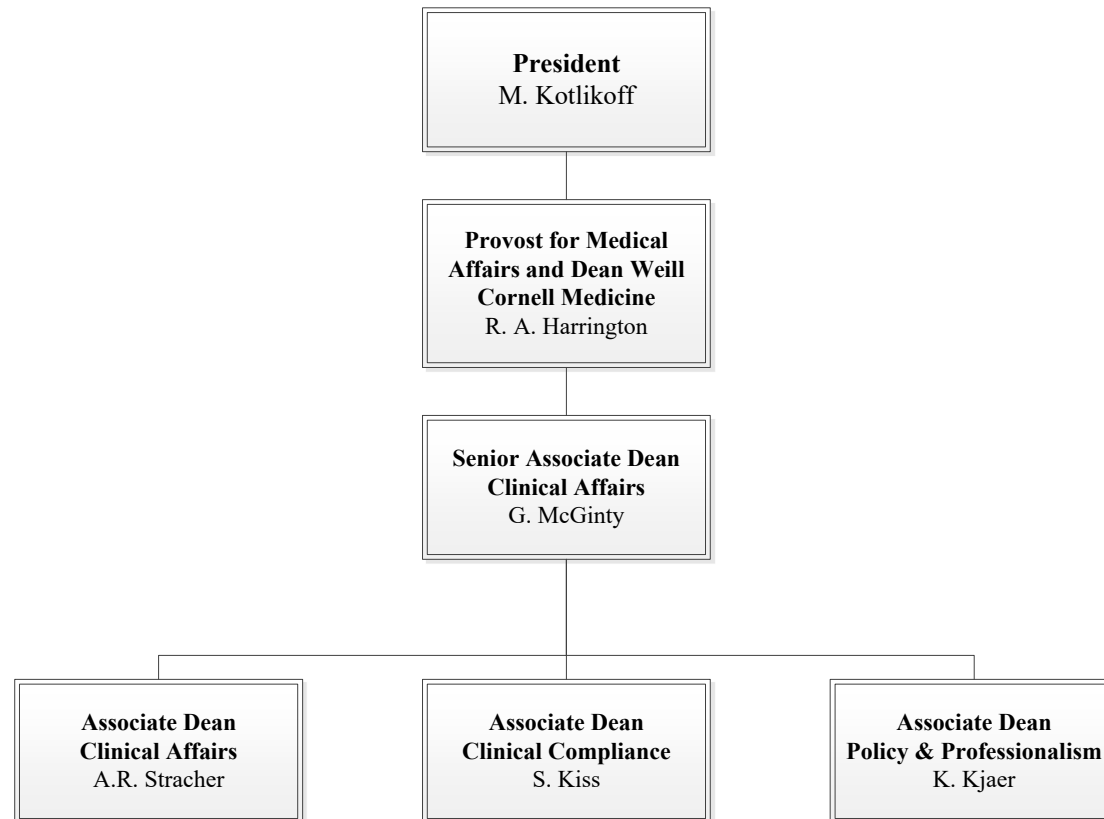 President
M. Kotlikoff
Provost for Medical
Affairs and Dean Weill
Cornell Medicine
R. A. Harrington
Senior Associate Dean
Clinical Affairs
G. McGinty
Associate Dean
Clinical Affairs
A.R. Stracher
Associate Dean
Clinical Compliance
S. Kiss
Associate Dean
Policy & Professionalism
K. Kjaer